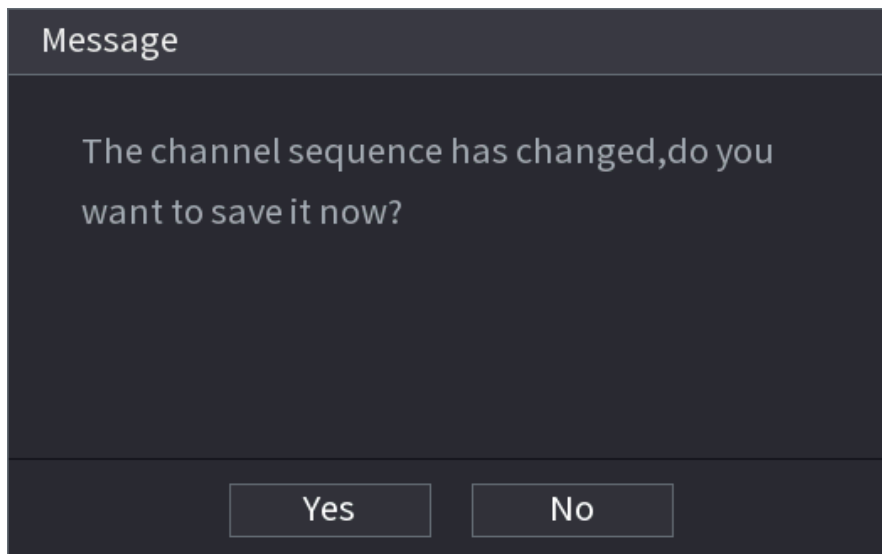 Message
The channel sequence has changed,do you
want to save it now?
Yes
No